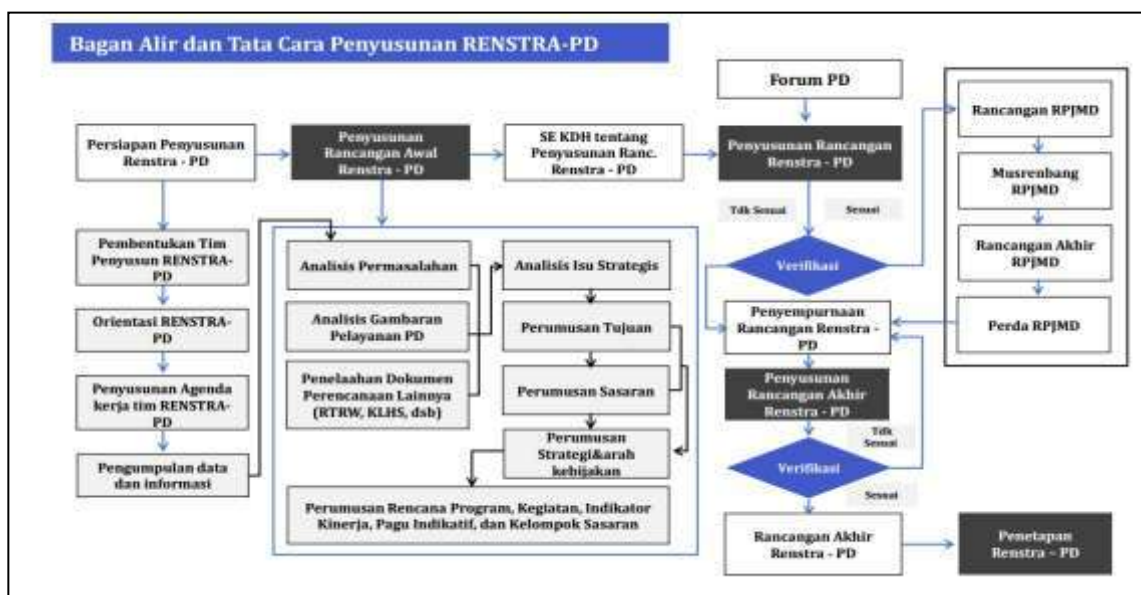 Bagan Alir dan Tata Cara Penyusunan RENSTRA-PD
Forum PD
Persiapan Penyusunan
Renstra - PD
Penyusunan
Rancangan Awal
Renstra - PD
SE KDH tentang
Penyusunan Ranc.
Renstra - PD
Penyusunan Rancangan
Renstra - PD
Rancangan RPJMD
Musrenbang
RPJMD
Rancangan Akhir
RPJMD
Perda RPJMD
Tdk Sesuai
Sesuai
Verifikasi
Pembentukan Tim
Penyusun RENSTRA-
PD
Orientasi RENSTRA-
PD
Penyusunan Agenda
kerja tim RENSTRA-
PD
Pengumpulan data
dan informasi
Analisis Permasalahan
Analisis Gambaran
Pelayanan PD
Penelaahan Dokumen
Perencanaan Lainnya
(RTRW, KLHS, dsb)
Analisis Isu Strategis
Perumusan Tujuan
Perumusan Sasaran
Perumusan
Strategi&arah
kebijakan
Perumusan Rencana Program, Kegiatan, Indikator
Kinerja, Pagu Indikatif, dan Kelompok Sasaran
Penyempurnaan
Rancangan Renstra -
PD
Penyusunan
Rancangan Akhir
Renstra - PD
Tdk
Sesuai
Verifikasi
Sesuai
Rancangan Akhir
Renstra - PD
Penetapan
Renstra – PD